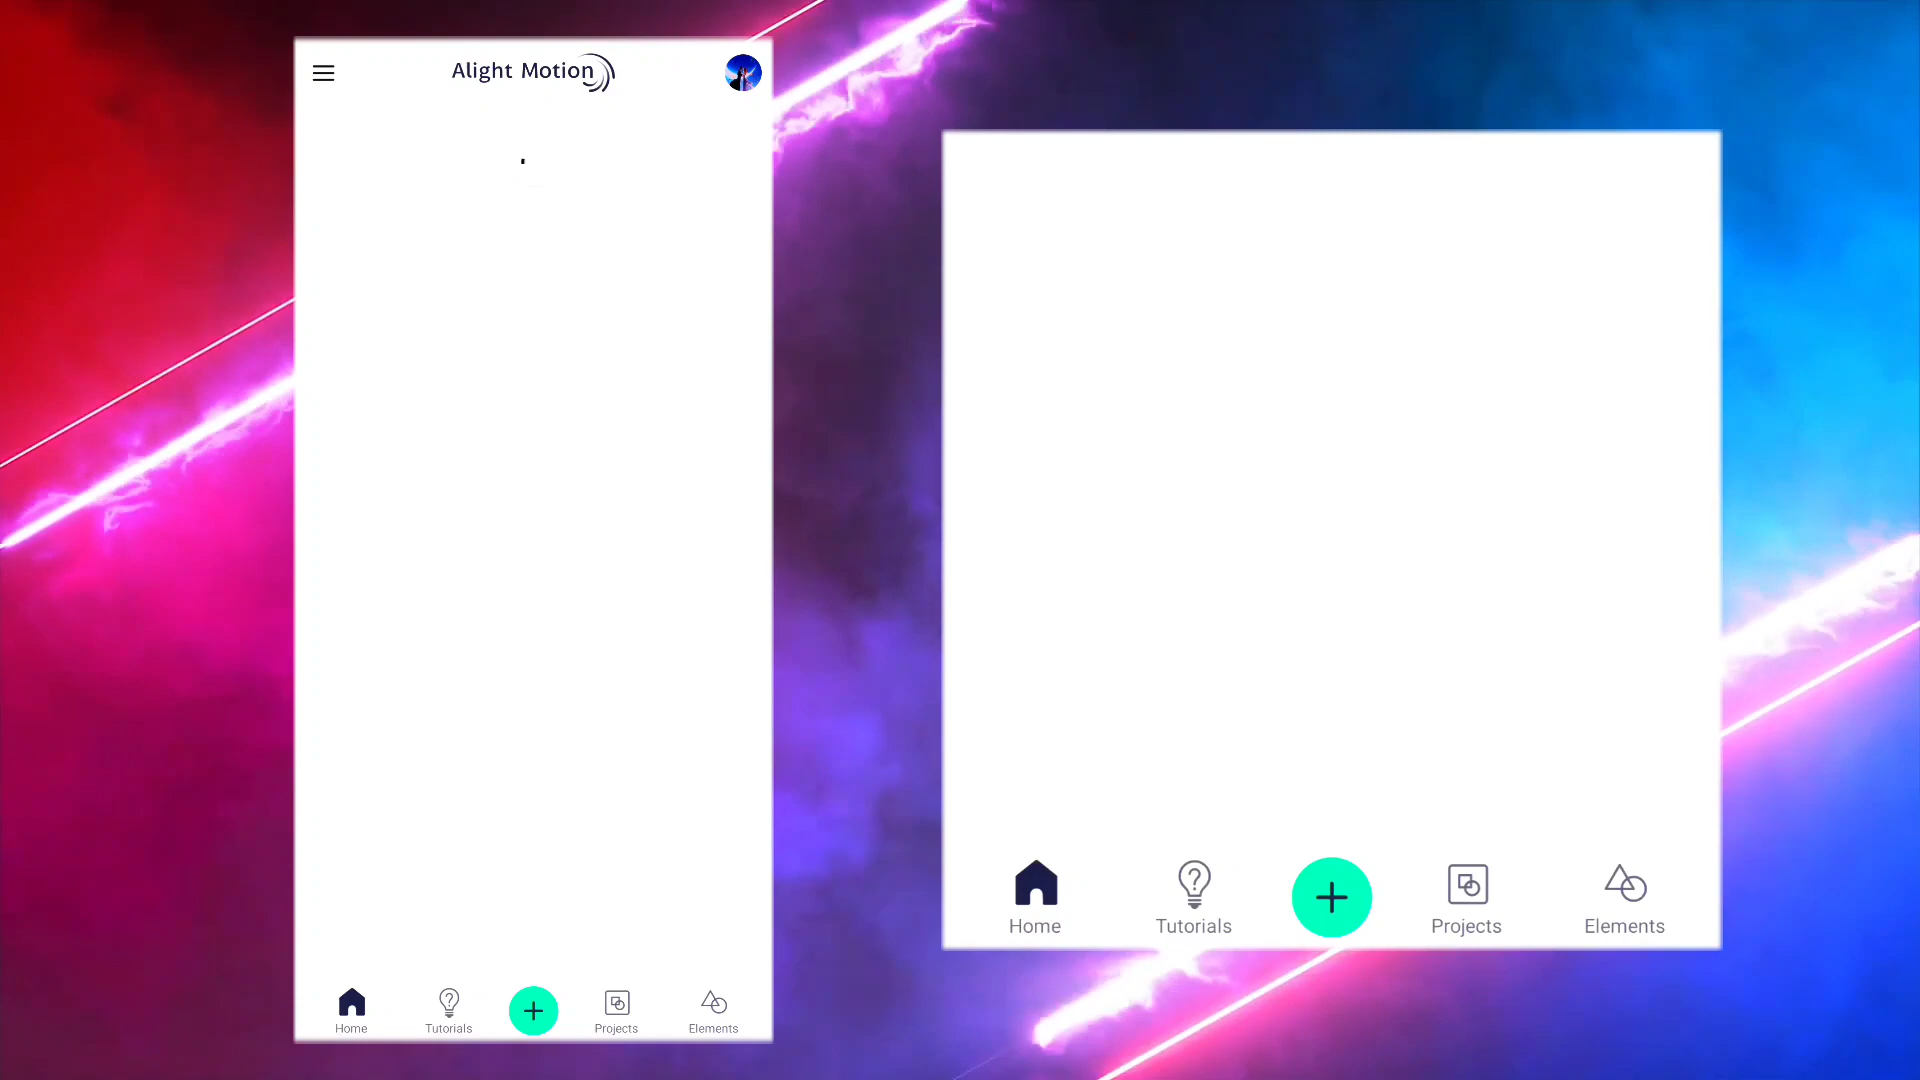 Alight Motion
Home
Tutorials
Projects
Elements
Home
Tutorials
Projects
Elements